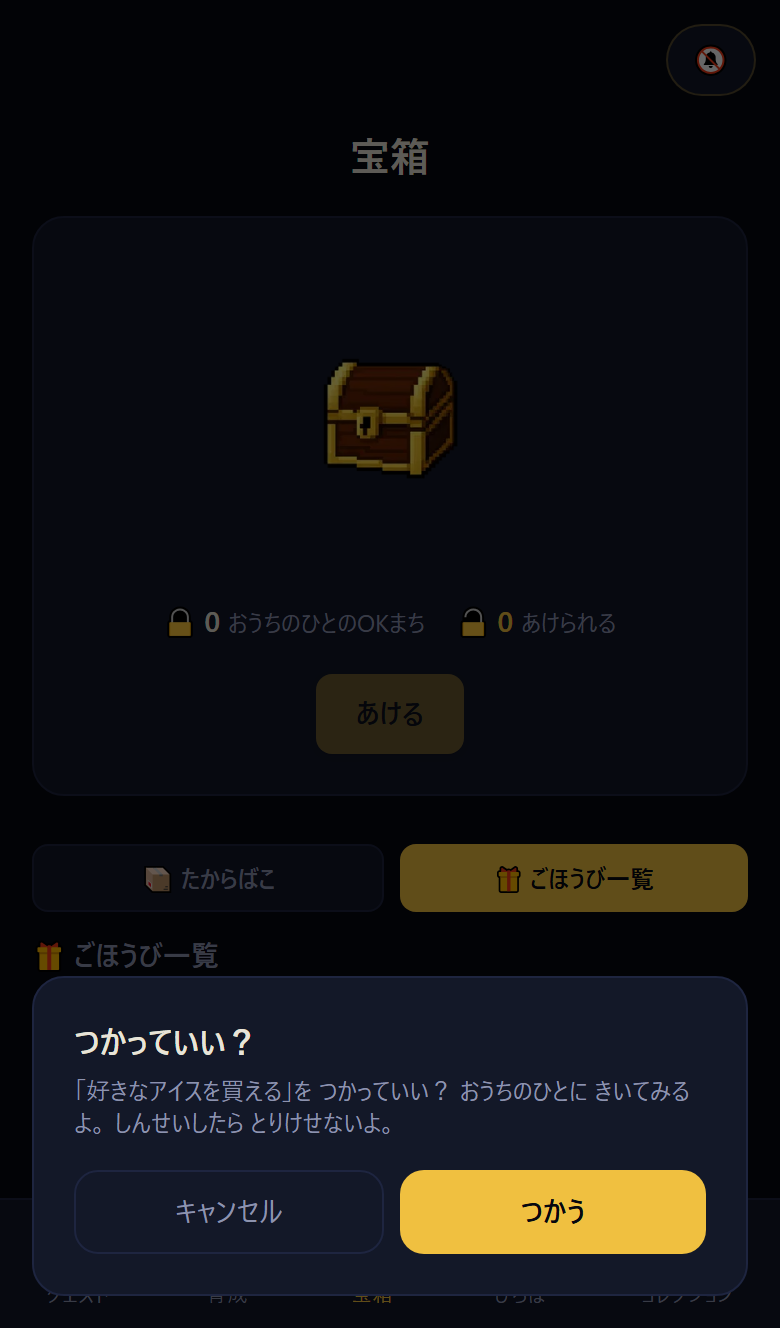 宝箱
0 おうちのひとのOKまち 0 あけられる
あける
たからばこ
ごほうび一覧
ごほうび一覧
つかっていい？
「好きなアイスを買える」を つかっていい？ おうちのひとに きいてみる
よ。しんせいしたら とりけせないよ。
キャンセル
つかう